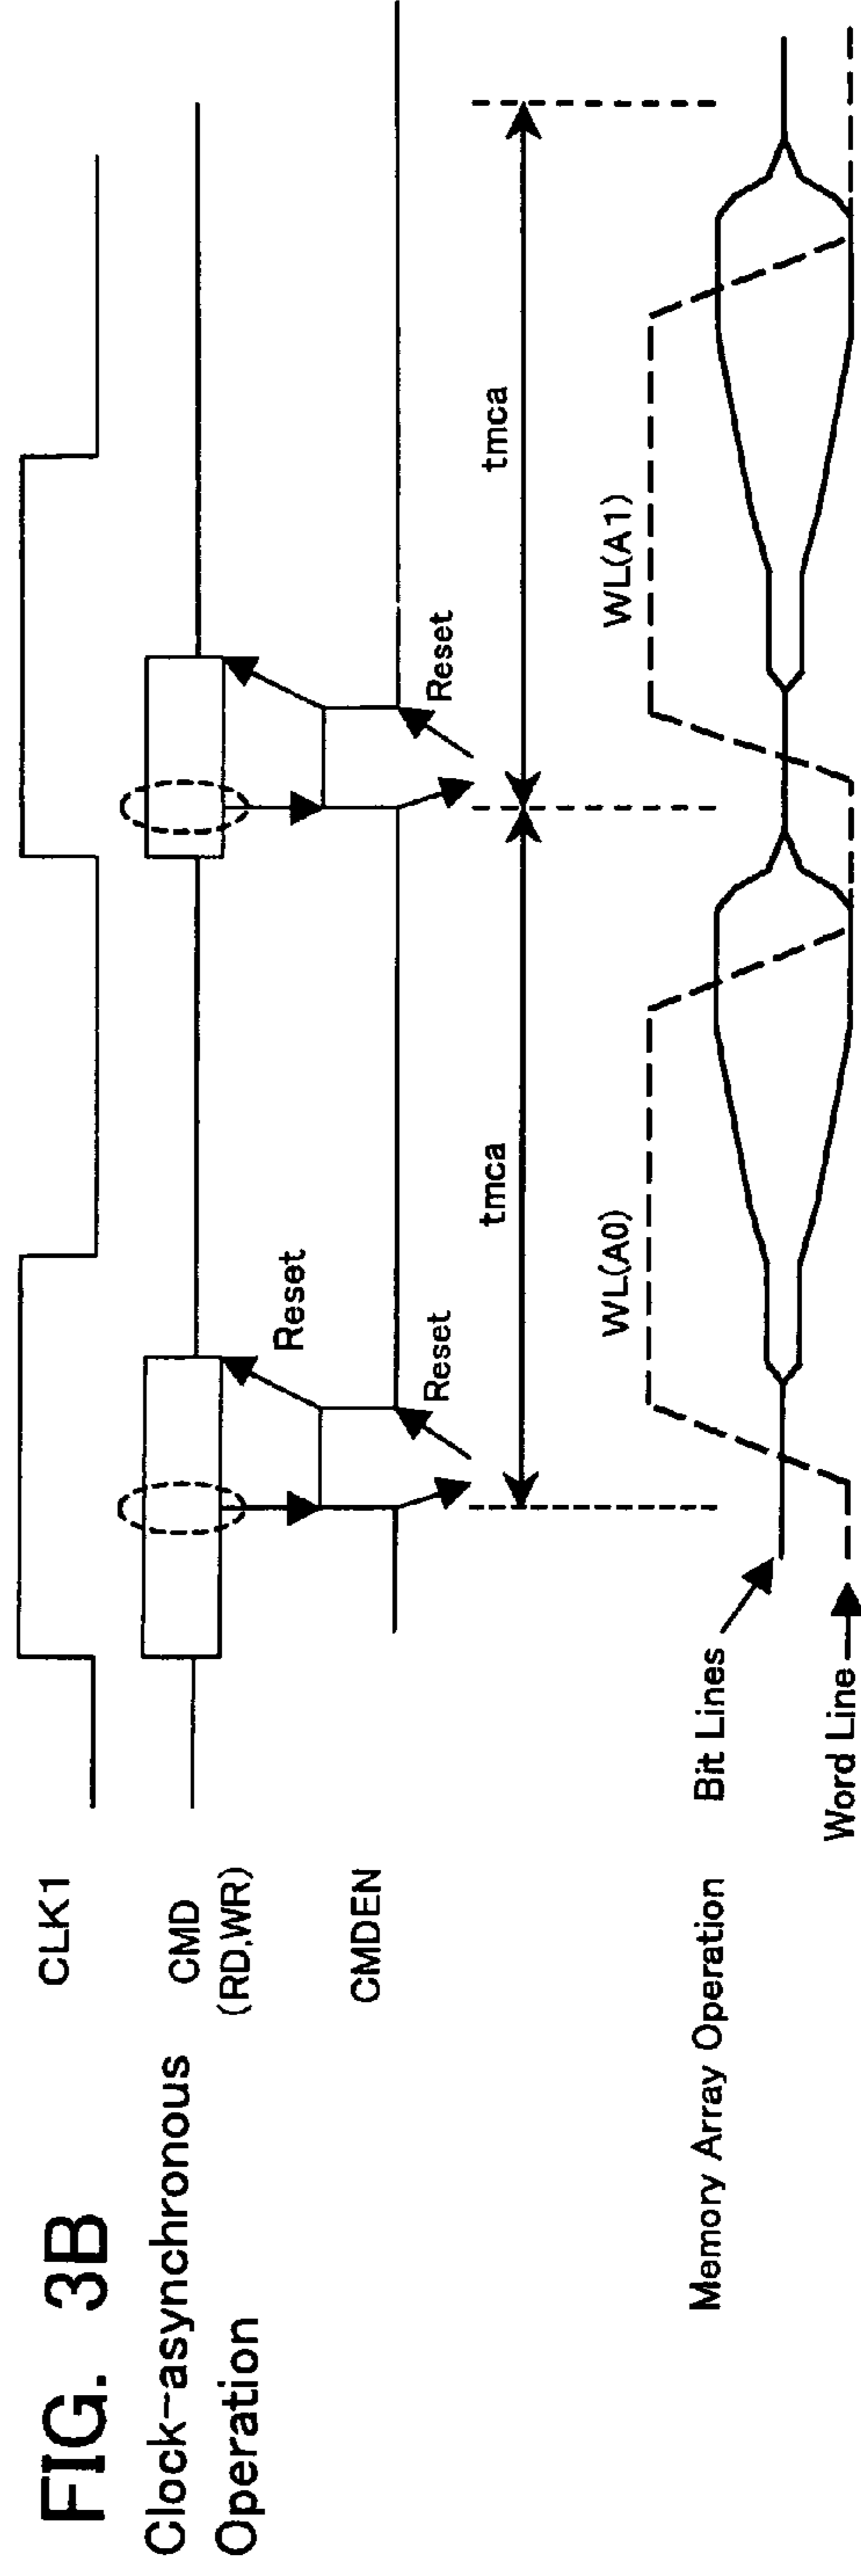 FIG. 3B
Clock-asynchronous
Operation
CLK1
CMD
(RD,WR)
Reset
CMDEN
Reset
Reset
tmca
tmca
WL(A0)
WL(A1)
Memory Array Operation
Bit Lines
Word Line